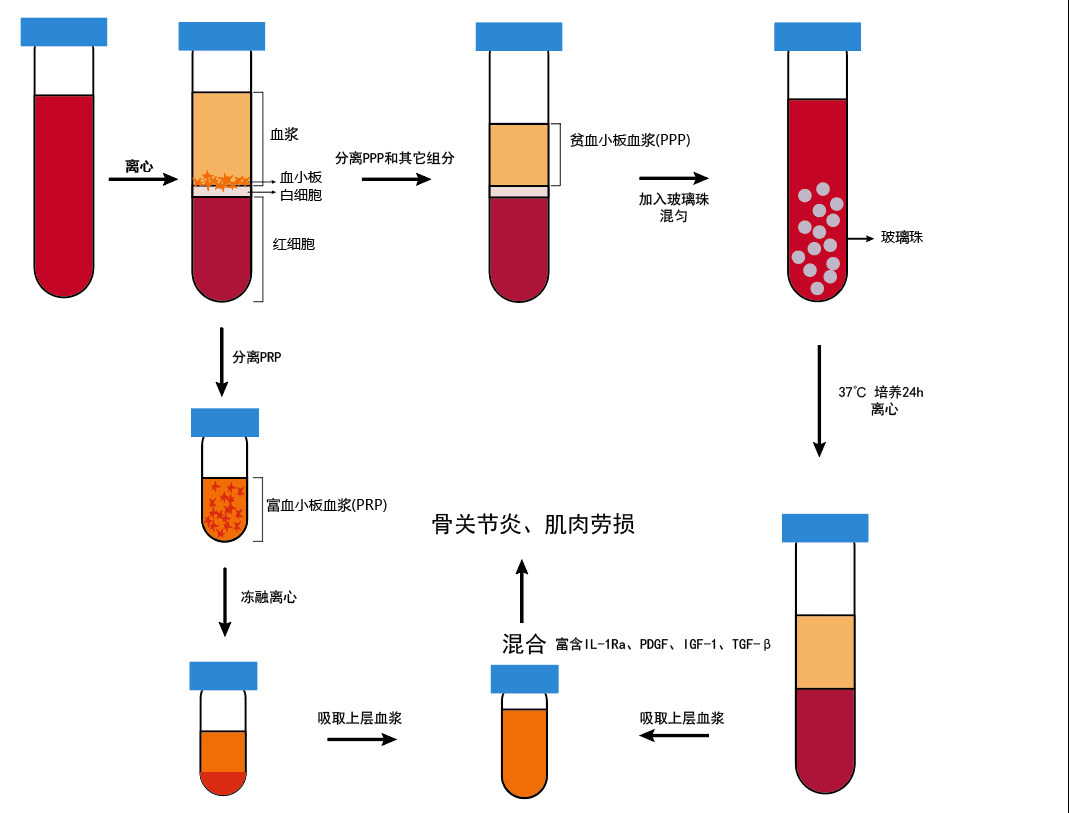 离心
血浆
血小板
白细胞
红细胞
分离PPP和其它组分
贫血小板血浆(PPP)
加入玻璃珠
混匀
玻璃珠
分离PRP
37℃ 培养24h
离心
富血小板血浆(PRP)
骨关节炎、肌肉劳损
冻融离心
混合 富含IL-1Ra、PDGF、IGF-1、TGF-β
吸取上层血浆
吸取上层血浆